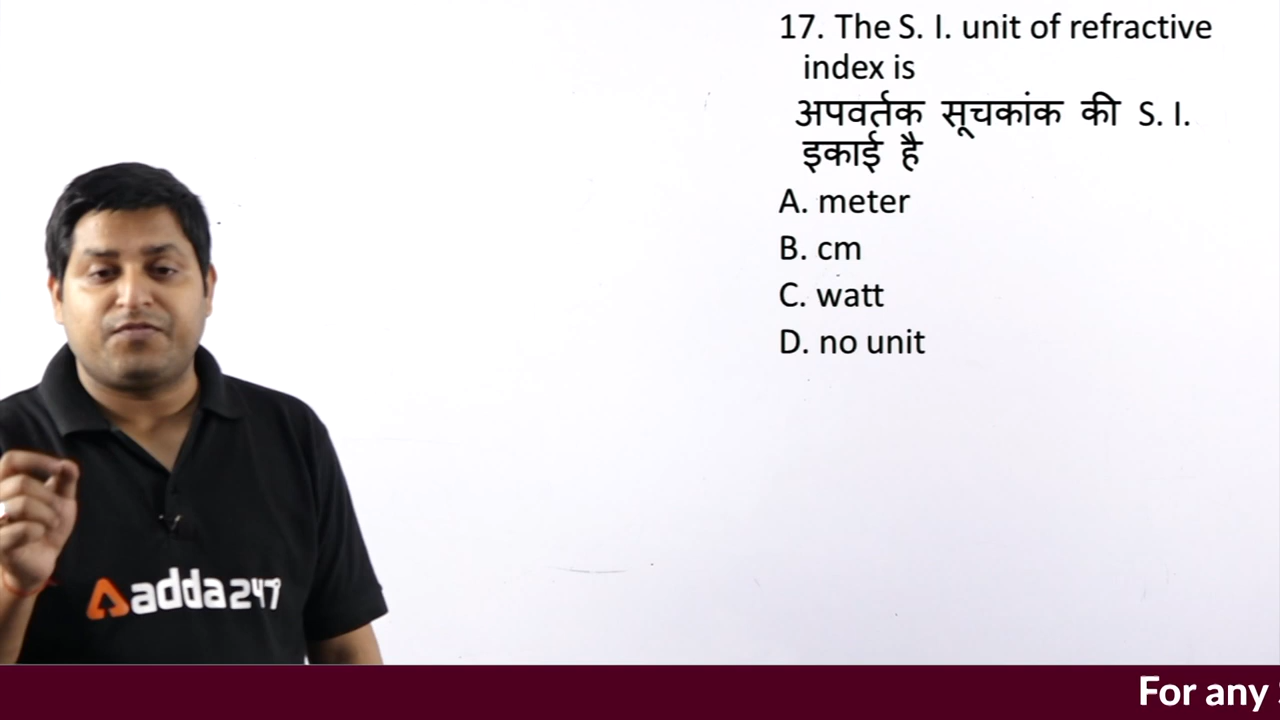 17. The S. I. unit of refractive
index is
अपवर्तक सूचकांक की S. I.
इकाई है
A. meter
B. cm
C. watt
D. no unit
adda247
For any